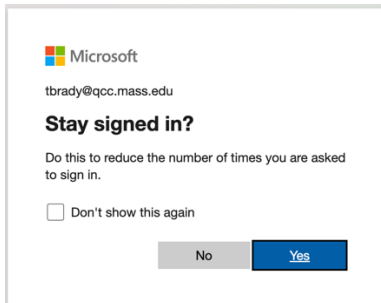 Microsoft
tbrady@qcc.mass.edu
Stay signed in?
Do this to reduce the number of times you are asked
to sign in.
Don't show this again
No
Yes